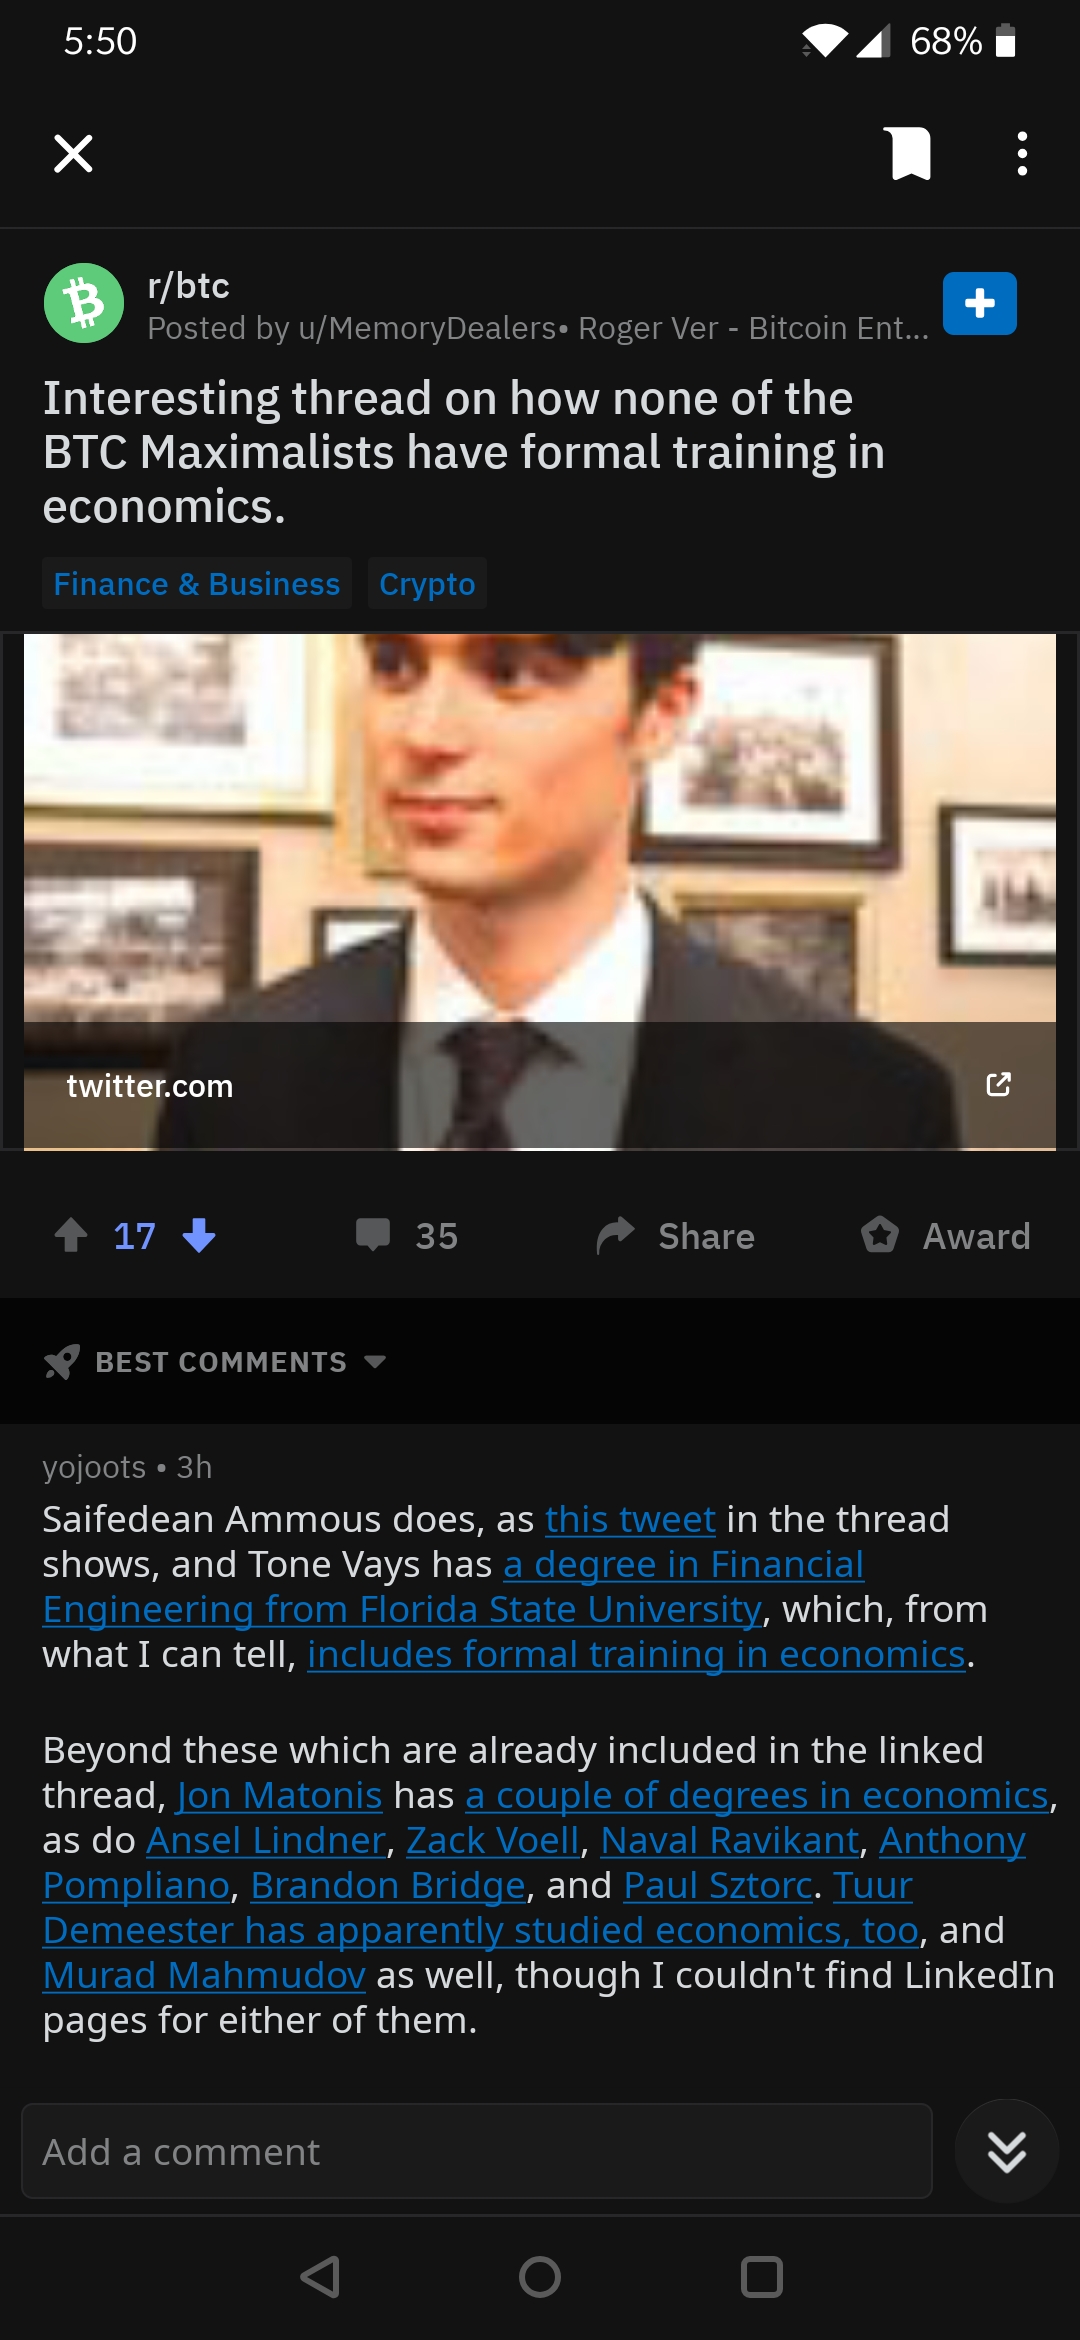 5:50
68%
r/btc
Posted by u/MemoryDealers• Roger Ver - Bitcoin Ent...
Interesting thread on how none of the
BTC Maximalists have formal training in
economics.
Finance & Business
Crypto
twitter.com
17
35
Share
Award
BEST COMMENTS
yojoots • 3h
Saifedean Ammous does, as this tweet in the thread
shows, and Tone Vays has a degree in Financial
Engineering from Florida State University, which, from
what I can tell, includes formal training in economics.
Beyond these which are already included in the linked
thread, Jon Matonis has a couple of degrees in economics,
as do Ansel Lindner, Zack Voell, Naval Ravikant, Anthony
Pompliano, Brandon Bridge, and Paul Sztorc. Tuur
Demeester has apparently studied economics, too, and
Murad Mahmudov as well, though I couldn't find LinkedIn
pages for either of them.
Add a comment